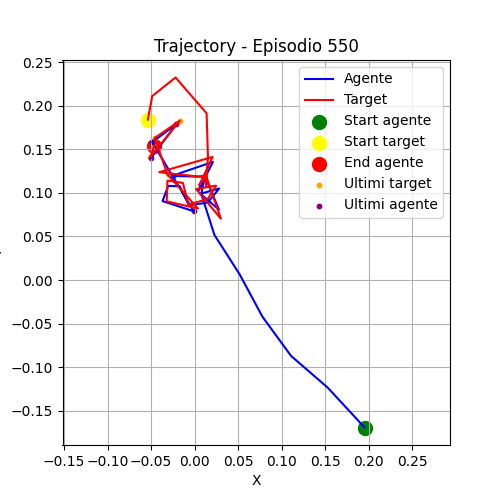 Trajectory - Episodio 550
0.25
0.20
0.15
0.10
0.05
0.00
−0.05
−0.10
−0.15
Agente
Target
Start agente
Start target
End agente
Ultimi target
Ultimi agente
−0.15 −0.10 −0.05 0.00 0.05 0.10 0.15 0.20 0.25
X